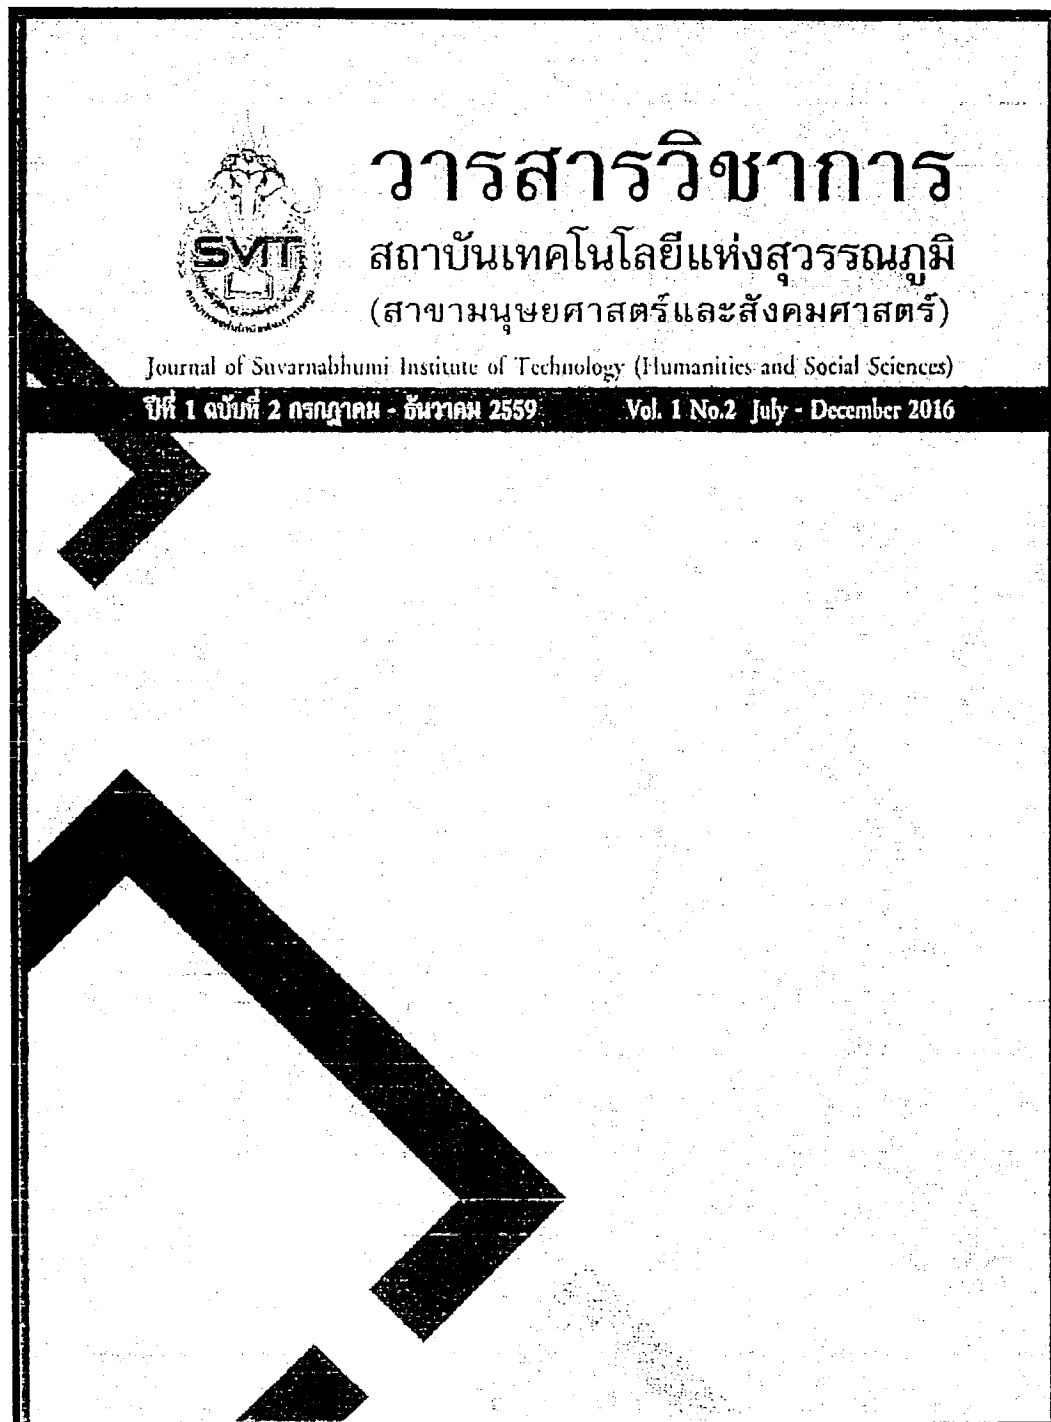 SVIT
วารสารวิชาการ
สถาบันเทคโนโลยีแห่งสุวรรณภูมิ
(สาขามนุษยศาสตร์และสังคมศาสตร์)
Journal of Suvarnabhumi Institute of Technology (Humanities and Social Sciences)
ปีที่ 1 ฉบับที่ 2 กรกฎาคม - ธันวาคม 2559 Vol. 1 No.2 July - December 2016